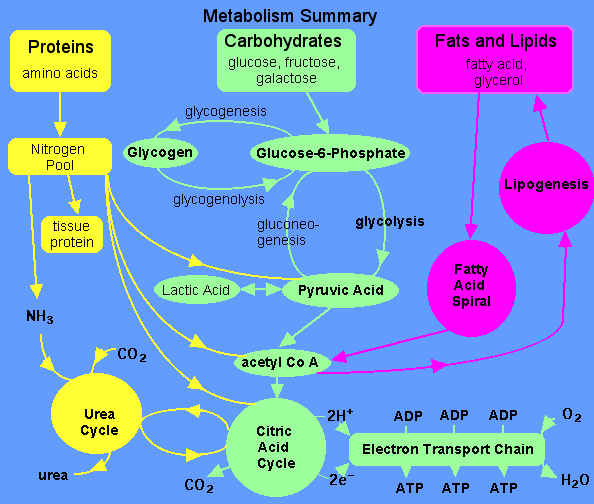 Metabolism Summary
Proteins
amino acids
Carbohydrates
glucose, fructose,
galactose
Fats and Lipids
fatty acid,
glycerol
glycogenesis
Nitrogen
Pool
Glycogen
Glucose-6-Phosphate
Lipogenesis
glycogenolysis
tissue
protein
gluconeo-
genesis
glycolysis
Fatty
Acid
Spiral
Lactic Acid
Pyruvic Acid
NH₃
CO₂
acetyl Co A
Urea
Cycle
Citric
Acid
Cycle
2H⁺
ADP
ADP
ADP
O₂
Electron Transport Chain
urea
CO₂
2e⁻
ATP
ATP
ATP
H₂O